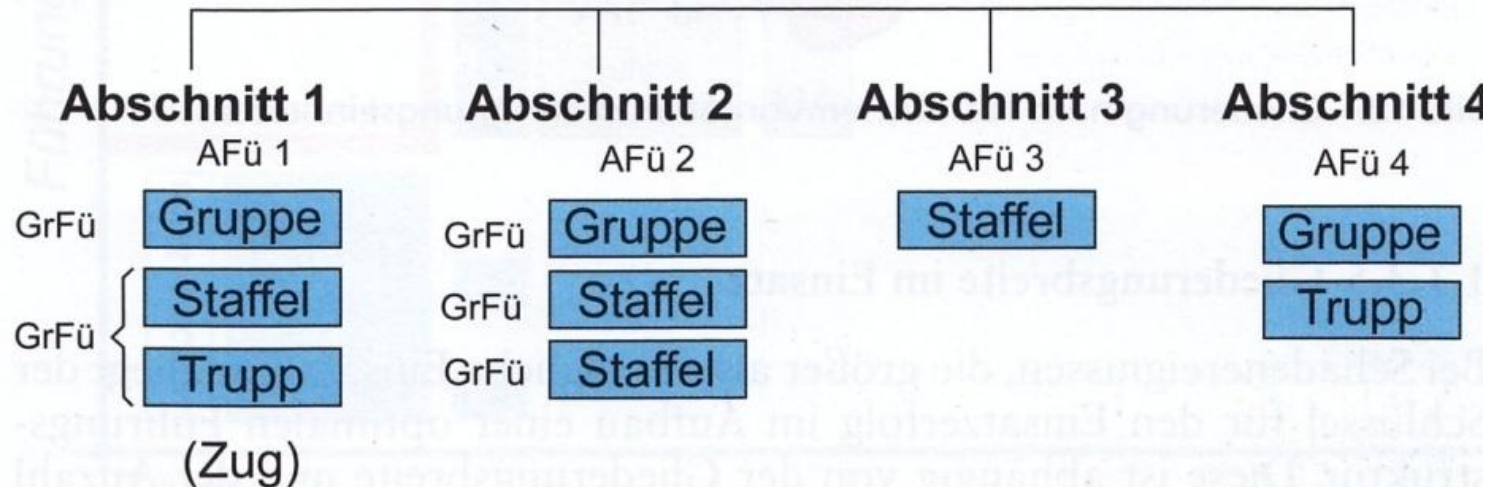 Abschnitt 1 Abschnitt 2 Abschnitt 3 Abschnitt 4
AFü 1 AFü 2 AFü 3 AFü 4
GrFü Gruppe GrFü Gruppe Staffel Gruppe
GrFü Staffel GrFü Staffel Trupp
Trupp GrFü Staffel
(Zug)